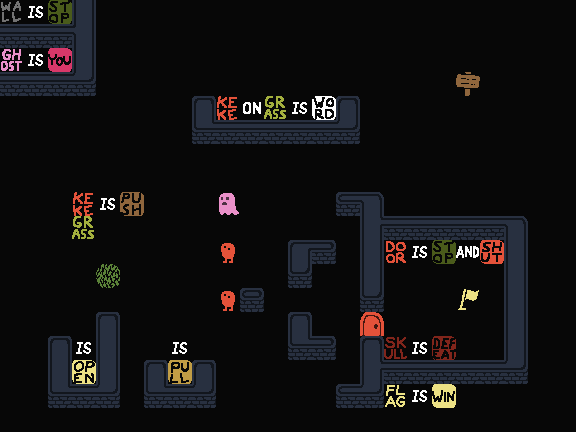 WALL IS STOP
GHOST IS YOU
KEKE ON GRASS IS WORD
KEKE IS PUSH
GRASS
DOOR IS STOP AND SHUT
IS
OPEN
IS
PULL
SKULL IS DEFEAT
FLAG IS WIN